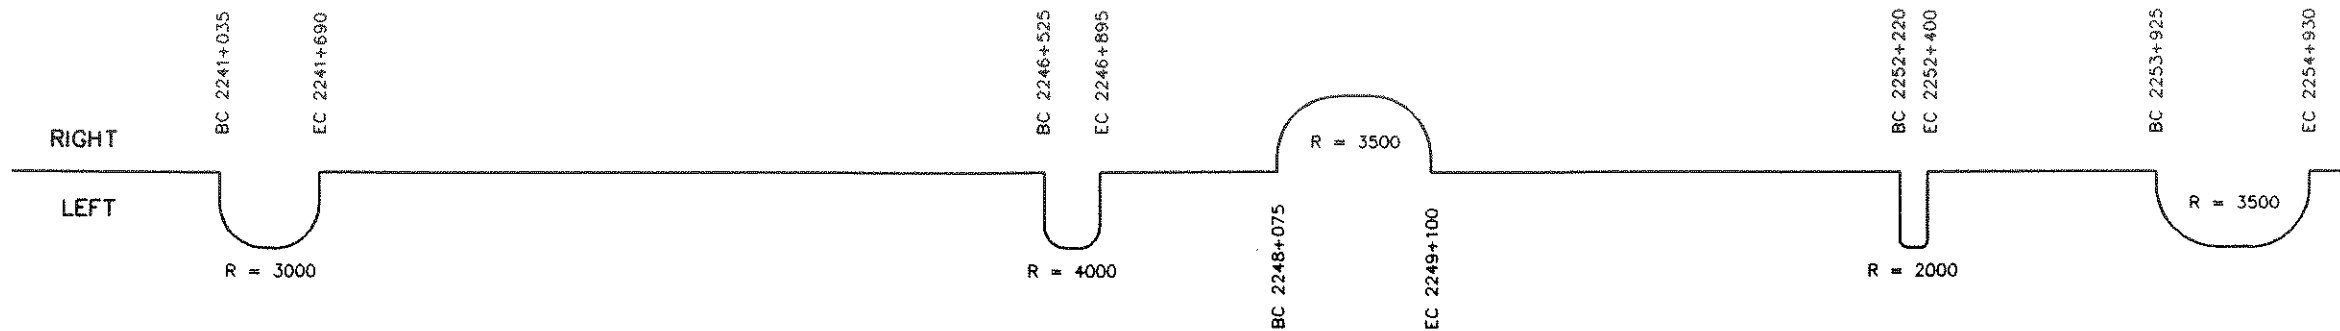 BC 2241+035
EC 2241+690
BC 2246+525
EC 2246+895
BC 2252+220
EC 2252+400
BC 2253+925
EC 2254+930
RIGHT
R = 3500
LEFT
R = 3500
BC 2248+075
EC 2249+100
R = 3000
R = 4000
R = 2000